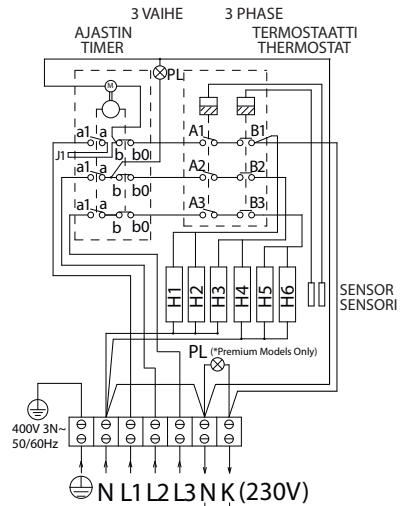 3 VAIHE 3 PHASE
AJASTIN TERMOSTAATTI
TIMER THERMOSTAT
PL
M
a1 a A1 B1
J1 b b0
a1 a A2 B2
b b0
a1 a A3 B3
b b0
H1 H2 H3 H4 H5 H6
SENSOR
SENSORI
PL (*Premium Models Only)
400V 3N~
50/60Hz
N L1 L2 L3 N K (230V)